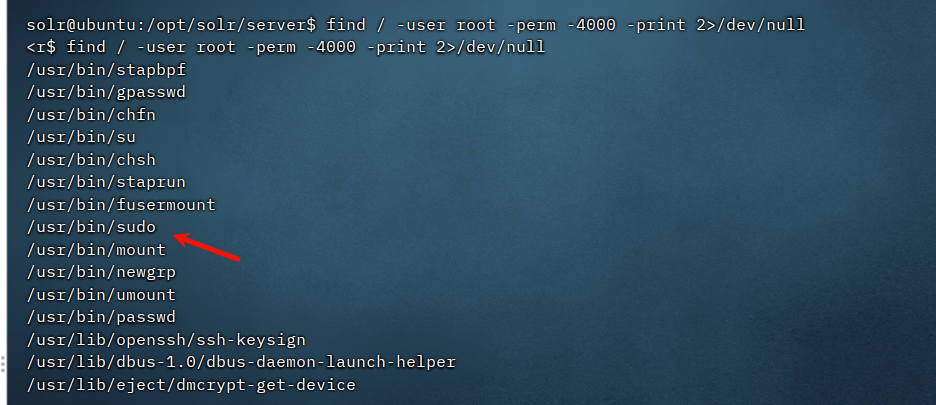 solr@ubuntu:/opt/solr/server$ find / -user root -perm -4000 -print 2>/dev/null
<r$ find / -user root -perm -4000 -print 2>/dev/null
/usr/bin/stapbpf
/usr/bin/gpasswd
/usr/bin/chfn
/usr/bin/su
/usr/bin/chsh
/usr/bin/staprun
/usr/bin/fusermount
/usr/bin/sudo
/usr/bin/mount
/usr/bin/newgrp
/usr/bin/umount
/usr/bin/passwd
/usr/lib/openssh/ssh-keysign
/usr/lib/dbus-1.0/dbus-daemon-launch-helper
/usr/lib/eject/dmcrypt-get-device